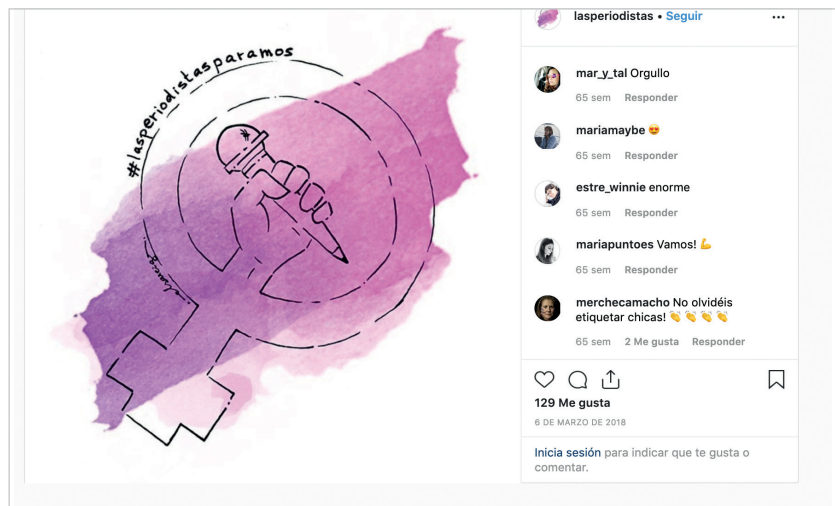 #lasperiodistasparamos
lasperiodistas • Seguir
mar_y_tal Orgullo
65 sem Responder
mariamaybe 😍
65 sem Responder
estre_winnie enorme
65 sem Responder
mariapuntoes Vamos! 💪
65 sem Responder
merchecamacho No olvidéis
etiquetar chicas! 👏 👏 👏 👏
65 sem 2 Me gusta Responder
129 Me gusta
6 DE MARZO DE 2018
Inicia sesión para indicar que te gusta o
comentar.